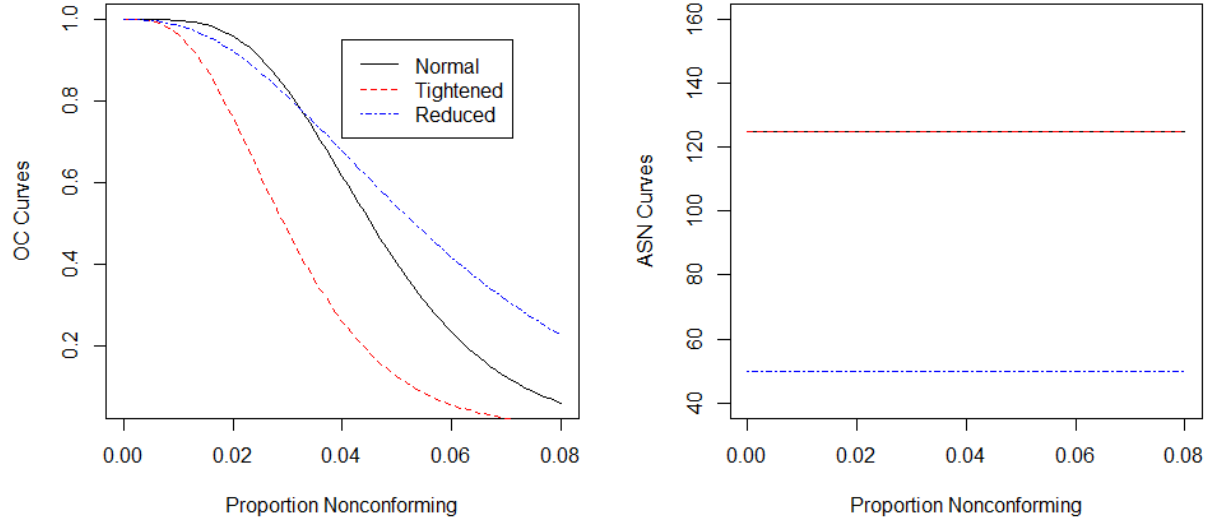 OC Curves
1.0
0.8
0.6
0.4
0.2
Normal
Tightened
Reduced
0.00 0.02 0.04 0.06 0.08
Proportion Nonconforming
ASN Curves
160
140
120
100
80
60
40
0.00 0.02 0.04 0.06 0.08
Proportion Nonconforming